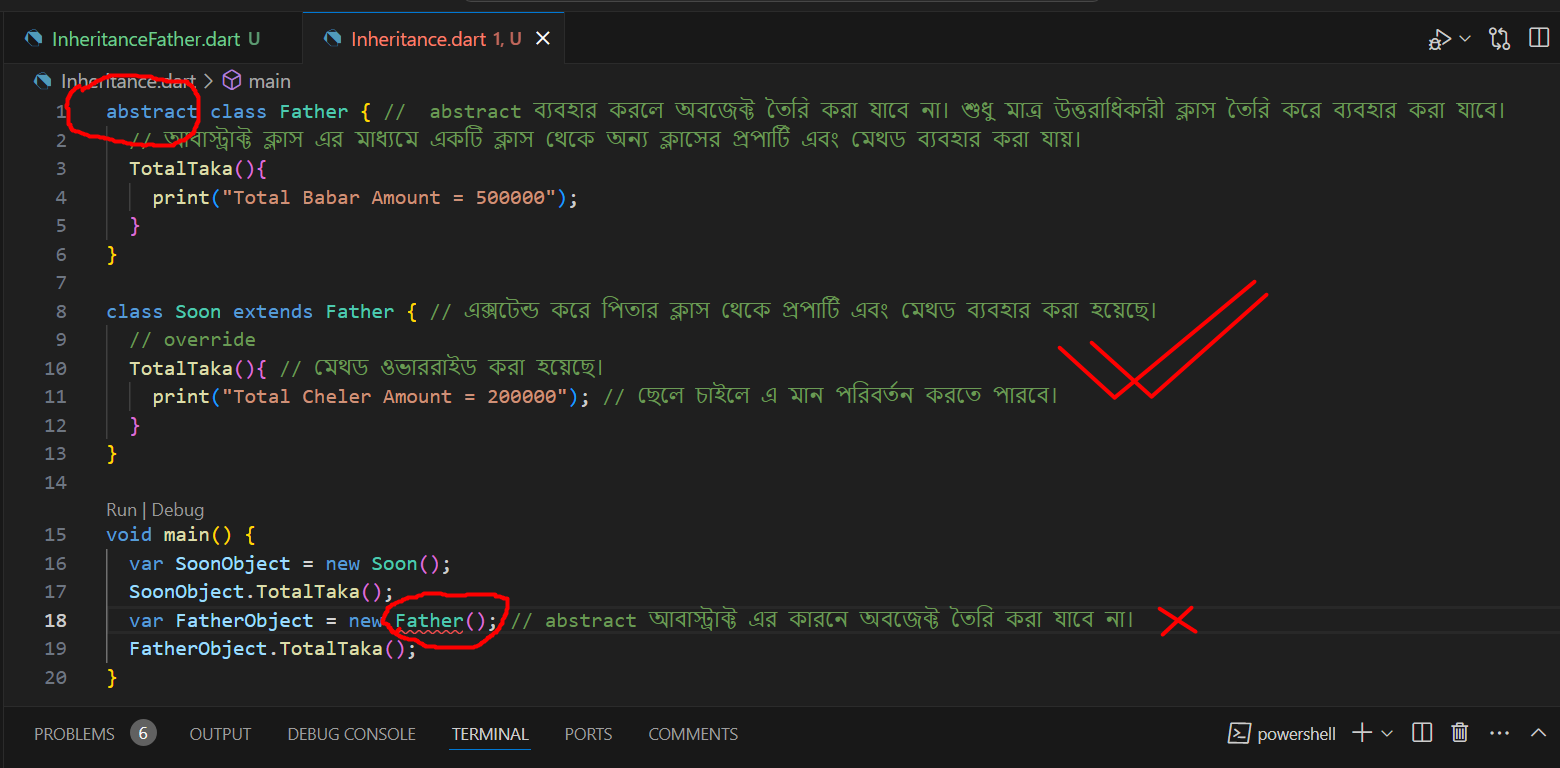 InheritanceFather.dart U Inheritance.dart 1, U
Inheritance.dart > main
1 abstract class Father { //  abstract ব্যবহার করলে অবজেক্ট তৈরি করা যাবে না। শুধু মাত্র উত্তরাধিকারী ক্লাস তৈরি করে ব্যবহার করা যাবে।
2 // আবাস্ট্রাক্ট ক্লাস এর মাধ্যমে একটি ক্লাস থেকে অন্য ক্লাসের প্রপার্টি এবং মেথড ব্যবহার করা যায়।
3 TotalTaka(){
4 print("Total Babar Amount = 500000");
5 }
6 }
7
8 class Soon extends Father { // এক্সটেন্ড করে পিতার ক্লাস থেকে প্রপার্টি এবং মেথড ব্যবহার করা হয়েছে।
9 // override
10 TotalTaka(){ // মেথড ওভাররাইড করা হয়েছে।
11 print("Total Cheler Amount = 200000"); // ছেলে চাইলে এ মান পরিবর্তন করতে পারবে।
12 }
13 }
14
Run | Debug
15 void main() {
16 var SoonObject = new Soon();
17 SoonObject.TotalTaka();
18 var FatherObject = new Father(); // abstract আবাস্ট্রাক্ট এর কারনে অবজেক্ট তৈরি করা যাবে না।
19 FatherObject.TotalTaka();
20 }
PROBLEMS 6 OUTPUT DEBUG CONSOLE TERMINAL PORTS COMMENTS powershell